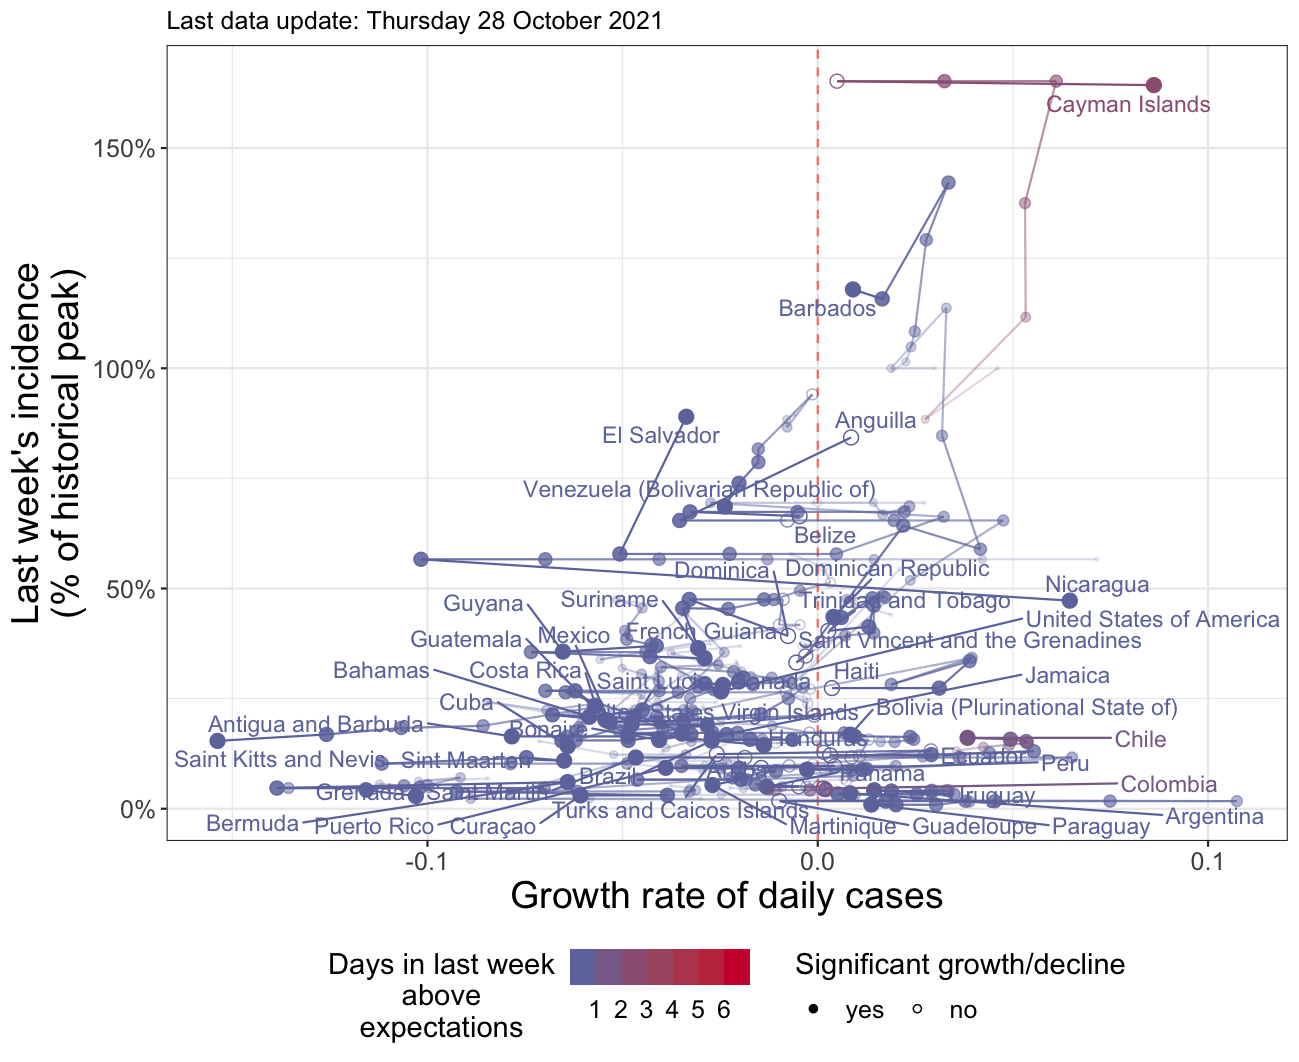 Last data update: Thursday 28 October 2021
Last week's incidence
(% of historical peak)
150%
100%
50%
0%
Cayman Islands
Barbados
Anguilla
El Salvador
Venezuela (Bolivarian Republic of)
Belize
Dominica
Dominican Republic
Nicaragua
Guyana
Suriname
Trinidad and Tobago
United States of America
Guatemala
Mexico
French Guiana
Saint Vincent and the Grenadines
Bahamas
Costa Rica
Saint Lucia
Canada
Haiti
Jamaica
Cuba
United States Virgin Islands
Bolivia (Plurinational State of)
Antigua and Barbuda
Bonaire
Honduras
Chile
Saint Kitts and Nevis
Sint Maarten
Ecuador
Peru
Brazil
Aruba
Panama
Colombia
Grenada
Saint Martin
Uruguay
Turks and Caicos Islands
Argentina
Bermuda
Puerto Rico
Curaçao
Martinique
Guadeloupe
Paraguay
-0.1
0.0
0.1
Growth rate of daily cases
Days in last week
above
expectations
1 2 3 4 5 6
Significant growth/decline
yes
no